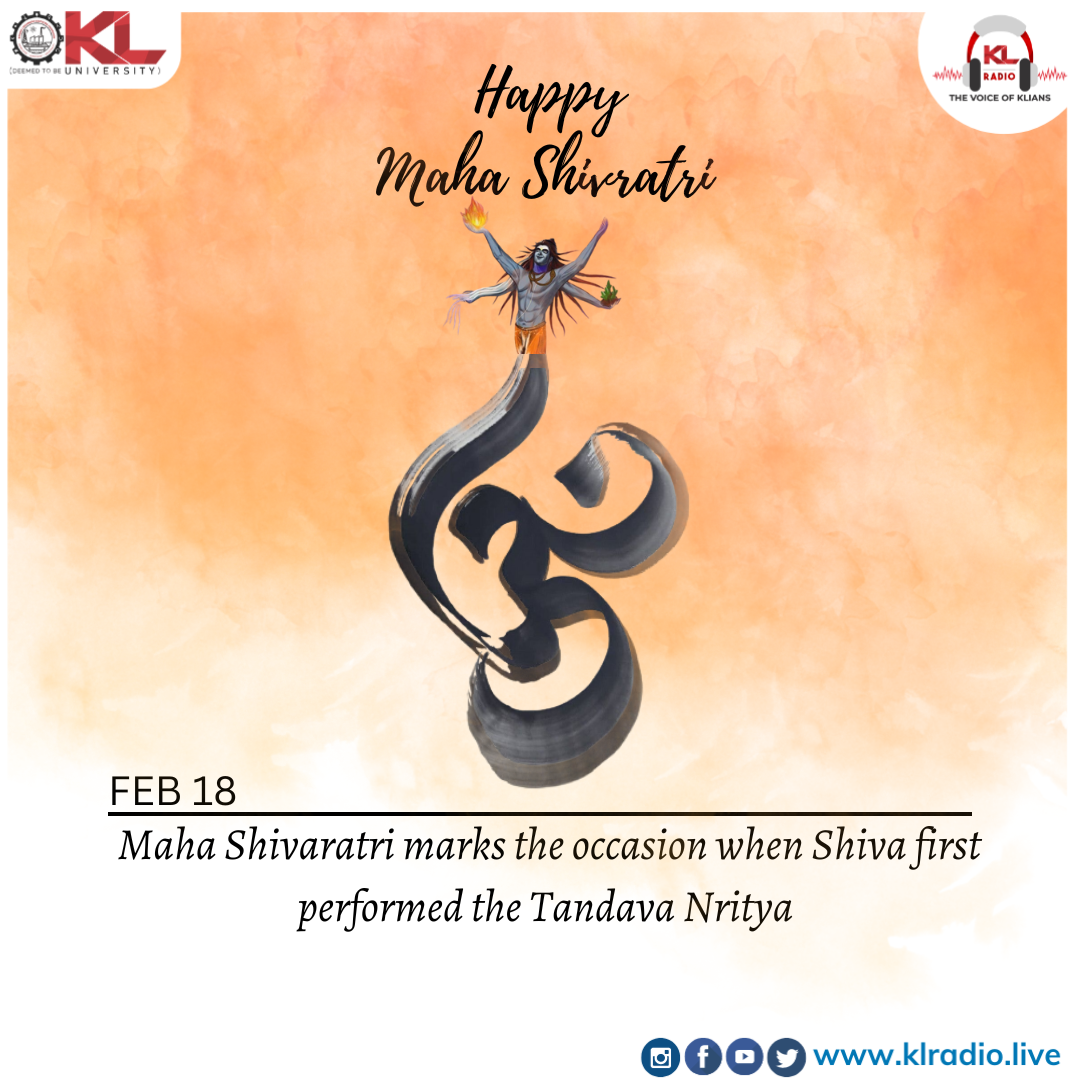 KL
(DEEMED TO BE UNIVERSITY)
KL
RADIO
THE VOICE OF KLIANS
Happy
Maha Shivratri
FEB 18
Maha Shivaratri marks the occasion when Shiva first
performed the Tandava Nritya
www.klradio.live